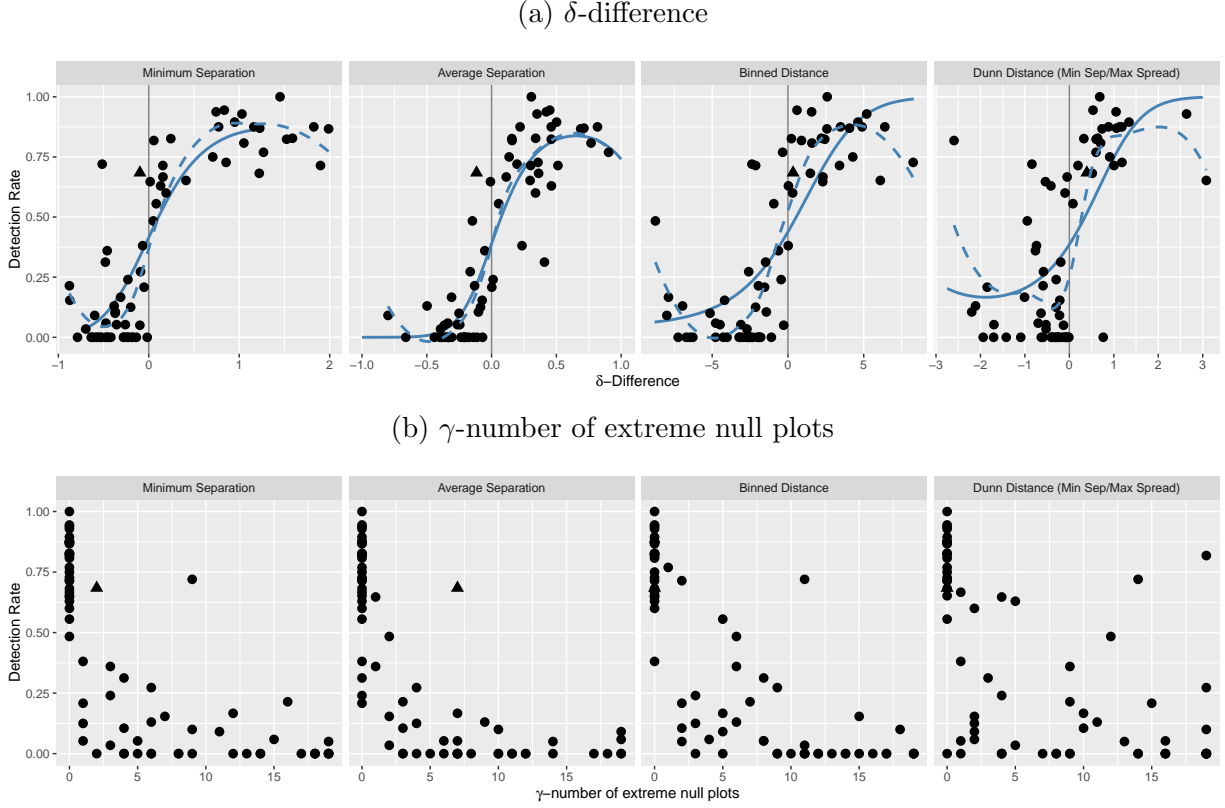 (a) δ-difference
Minimum Separation Average Separation Binned Distance Dunn Distance (Min Sep/Max Spread)
1.00
0.75
0.50
0.25
0.00
Detection Rate
−1 0 1 2 −1.0 −0.5 0.0 0.5 1.0 −5 0 5 −3 −2 −1 0 1 2 3
δ−Difference
(b) γ-number of extreme null plots
Minimum Separation Average Separation Binned Distance Dunn Distance (Min Sep/Max Spread)
1.00
0.75
0.50
0.25
0.00
Detection Rate
0 5 10 15 0 5 10 15 0 5 10 15 0 5 10 15
γ−number of extreme null plots